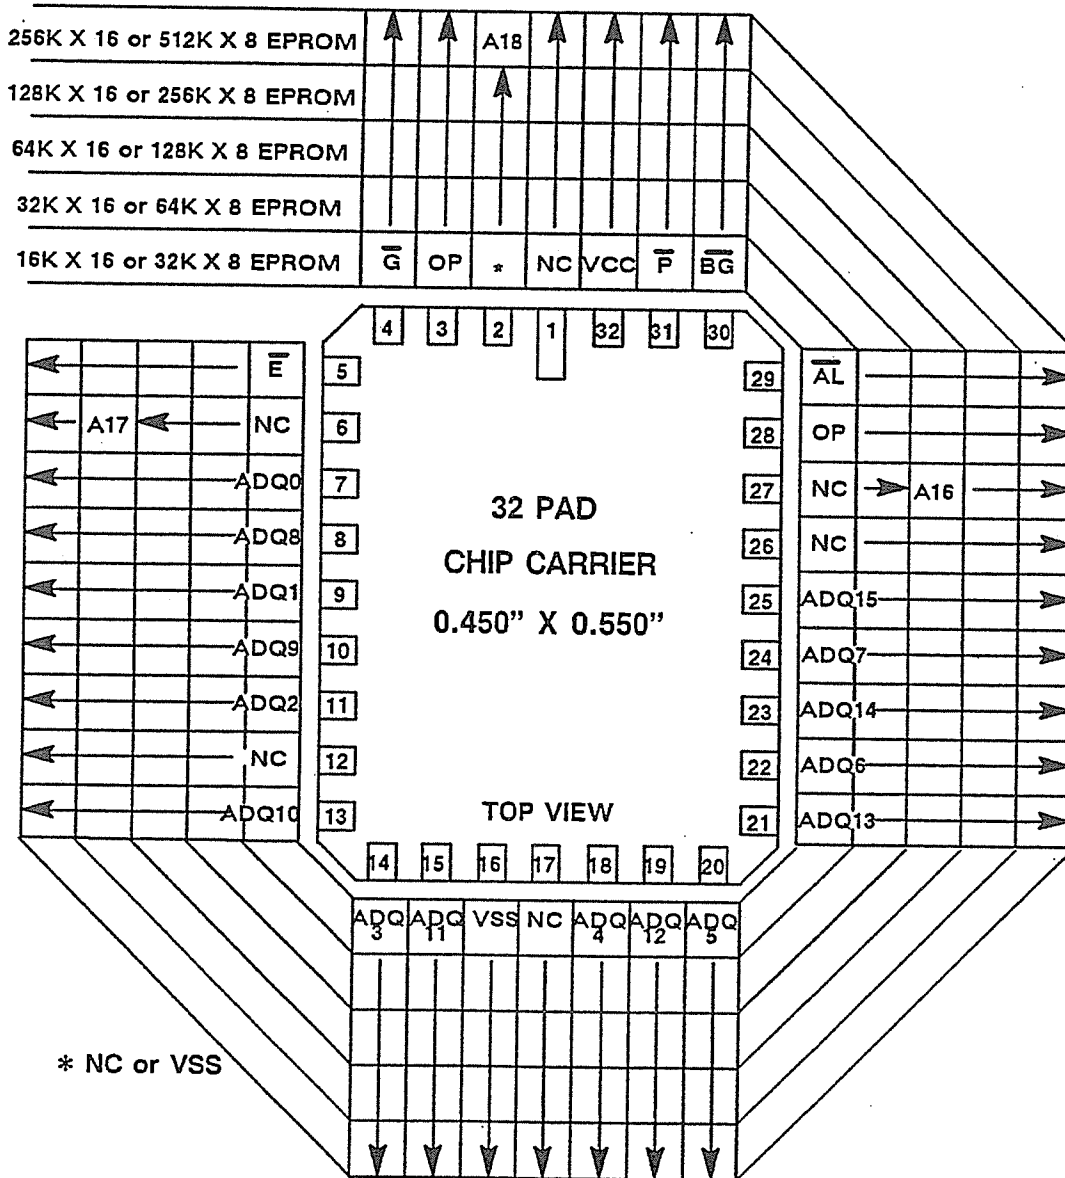 256K X 16 or 512K X 8 EPROM A18
128K X 16 or 256K X 8 EPROM
64K X 16 or 128K X 8 EPROM
32K X 16 or 64K X 8 EPROM
16K X 16 or 32K X 8 EPROM G̅ OP * NC VCC P̅ B̅G̅
4 3 2 1 32 31 30
E̅ 5 29 A̅L̅
A17 NC 6 28 OP
ADQ0 7 27 NC A16
ADQ8 8 26 NC
ADQ1 9 25 ADQ15
ADQ9 10 24 ADQ7
ADQ2 11 23 ADQ14
NC 12 22 ADQ6
ADQ10 13 21 ADQ13
32 PAD
CHIP CARRIER
0.450” X 0.550”
TOP VIEW
14 15 16 17 18 19 20
ADQ ADQ VSS NC ADQ ADQ ADQ
3 11 4 12 5
* NC or VSS